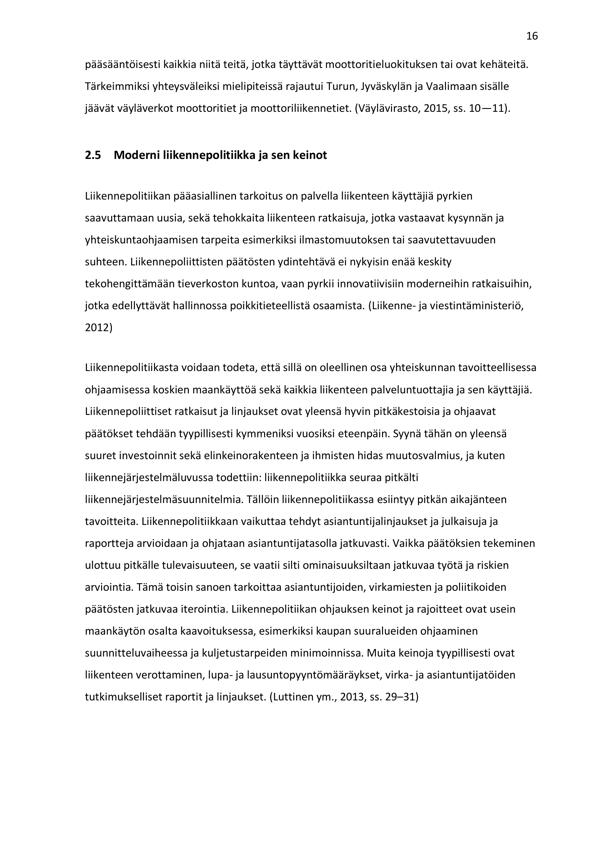 16
pääsääntöisesti kaikkia niitä teitä, jotka täyttävät moottoritieluokituksen tai ovat kehäteitä.
Tärkeimmiksi yhteysväleiksi mielipiteissä rajautui Turun, Jyväskylän ja Vaalimaan sisälle
jäävät väyläverkot moottoritiet ja moottoriliikennetiet. (Väylävirasto, 2015, ss. 10—11).
2.5 Moderni liikennepolitiikka ja sen keinot
Liikennepolitiikan pääasiallinen tarkoitus on palvella liikenteen käyttäjiä pyrkien
saavuttamaan uusia, sekä tehokkaita liikenteen ratkaisuja, jotka vastaavat kysynnän ja
yhteiskuntaohjaamisen tarpeita esimerkiksi ilmastomuutoksen tai saavutettavuuden
suhteen. Liikennepoliittisten päätösten ydintehtävä ei nykyisin enää keskity
tekohengittämään tieverkoston kuntoa, vaan pyrkii innovatiivisiin moderneihin ratkaisuihin,
jotka edellyttävät hallinnossa poikkitieteellistä osaamista. (Liikenne- ja viestintäministeriö,
2012)
Liikennepolitiikasta voidaan todeta, että sillä on oleellinen osa yhteiskunnan tavoitteellisessa
ohjaamisessa koskien maankäyttöä sekä kaikkia liikenteen palveluntuottajia ja sen käyttäjiä.
Liikennepoliittiset ratkaisut ja linjaukset ovat yleensä hyvin pitkäkestoisia ja ohjaavat
päätökset tehdään tyypillisesti kymmeniksi vuosiksi eteenpäin. Syynä tähän on yleensä
suuret investoinnit sekä elinkeinorakenteen ja ihmisten hidas muutosvalmius, ja kuten
liikennejärjestelmäluvussa todettiin: liikennepolitiikka seuraa pitkälti
liikennejärjestelmäsuunnitelmia. Tällöin liikennepolitiikassa esiintyy pitkän aikajänteen
tavoitteita. Liikennepolitiikkaan vaikuttaa tehdyt asiantuntijalinjaukset ja julkaisuja ja
raportteja arvioidaan ja ohjataan asiantuntijatasolla jatkuvasti. Vaikka päätöksien tekeminen
ulottuu pitkälle tulevaisuuteen, se vaatii silti ominaisuuksiltaan jatkuvaa työtä ja riskien
arviointia. Tämä toisin sanoen tarkoittaa asiantuntijoiden, virkamiesten ja poliitikoiden
päätösten jatkuvaa iterointia. Liikennepolitiikan ohjauksen keinot ja rajoitteet ovat usein
maankäytön osalta kaavoituksessa, esimerkiksi kaupan suuralueiden ohjaaminen
suunnitteluvaiheessa ja kuljetustarpeiden minimoinnissa. Muita keinoja tyypillisesti ovat
liikenteen verottaminen, lupa- ja lausuntopyyntömääräykset, virka- ja asiantuntijatöiden
tutkimukselliset raportit ja linjaukset. (Luttinen ym., 2013, ss. 29–31)